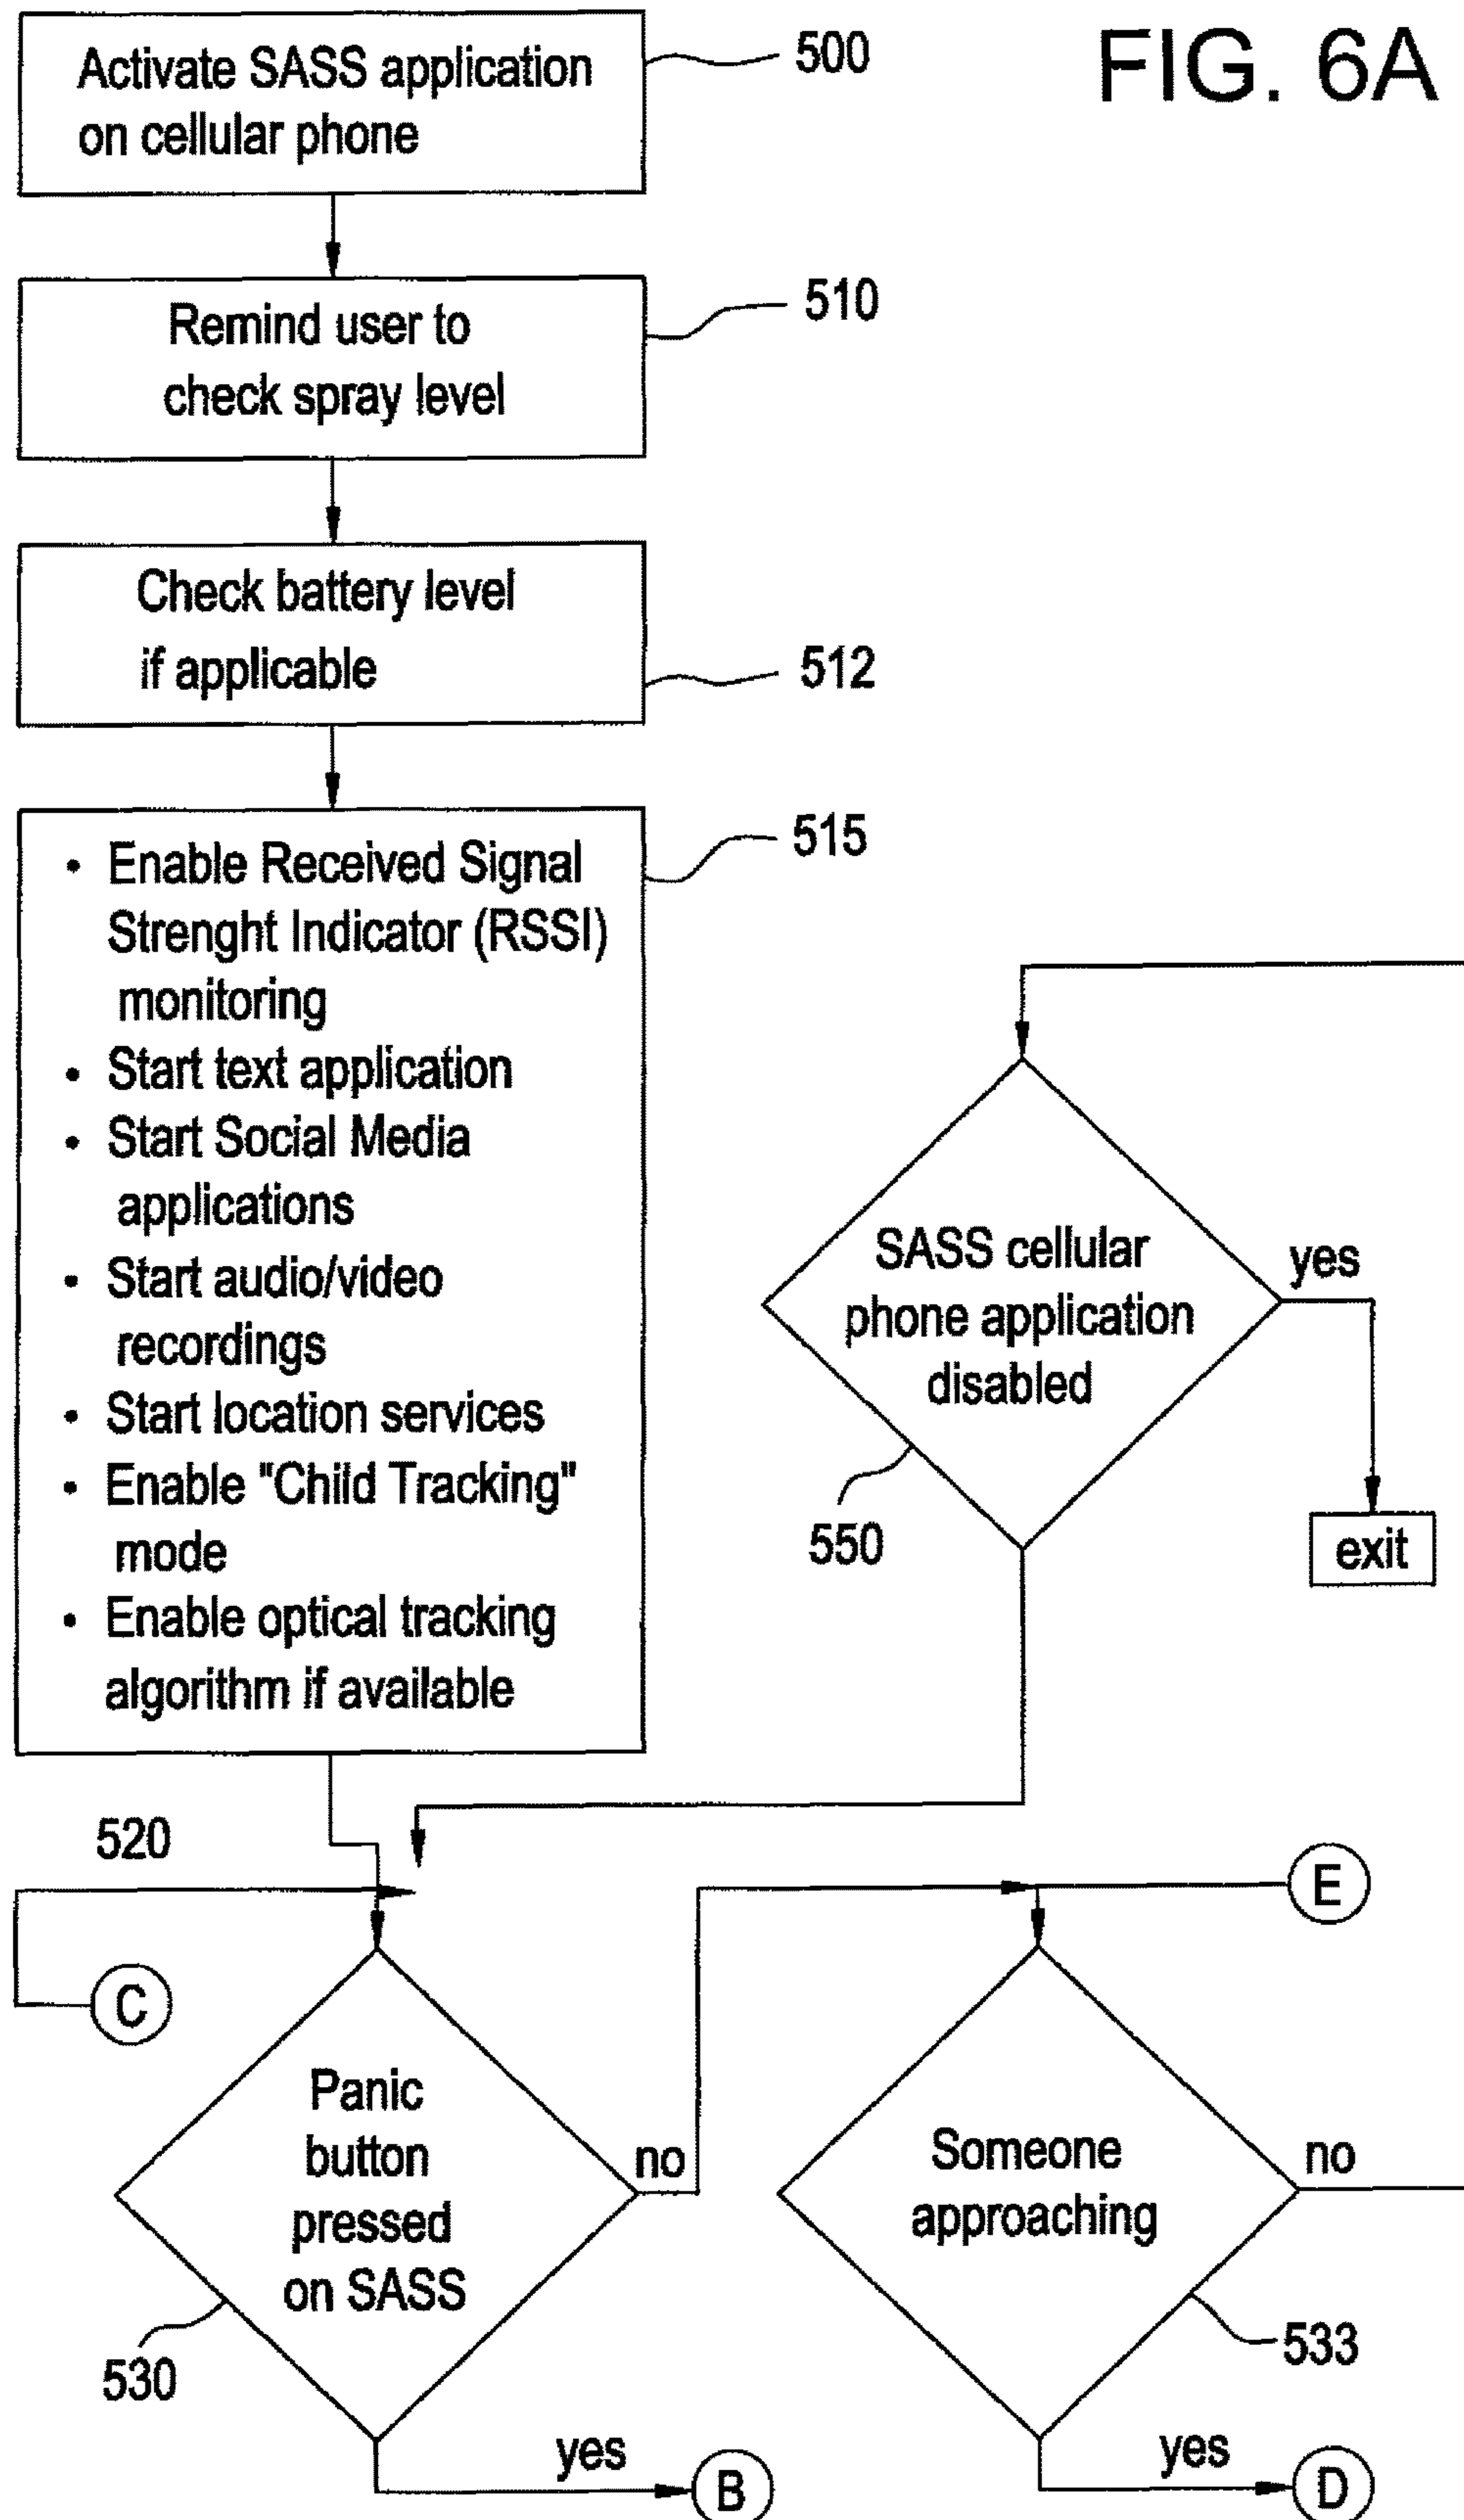 FIG. 6A
Activate SASS application
on cellular phone
500
Remind user to
check spray level
510
Check battery level
if applicable
512
• Enable Received Signal
Strenght Indicator (RSSI)
monitoring
• Start text application
• Start Social Media
applications
• Start audio/video
recordings
• Start location services
• Enable "Child Tracking"
mode
• Enable optical tracking
algorithm if available
515
SASS cellular
phone application
disabled
yes
550
exit
520
C
E
Panic
button
pressed
on SASS
no
530
yes
B
Someone
approaching
no
533
yes
D